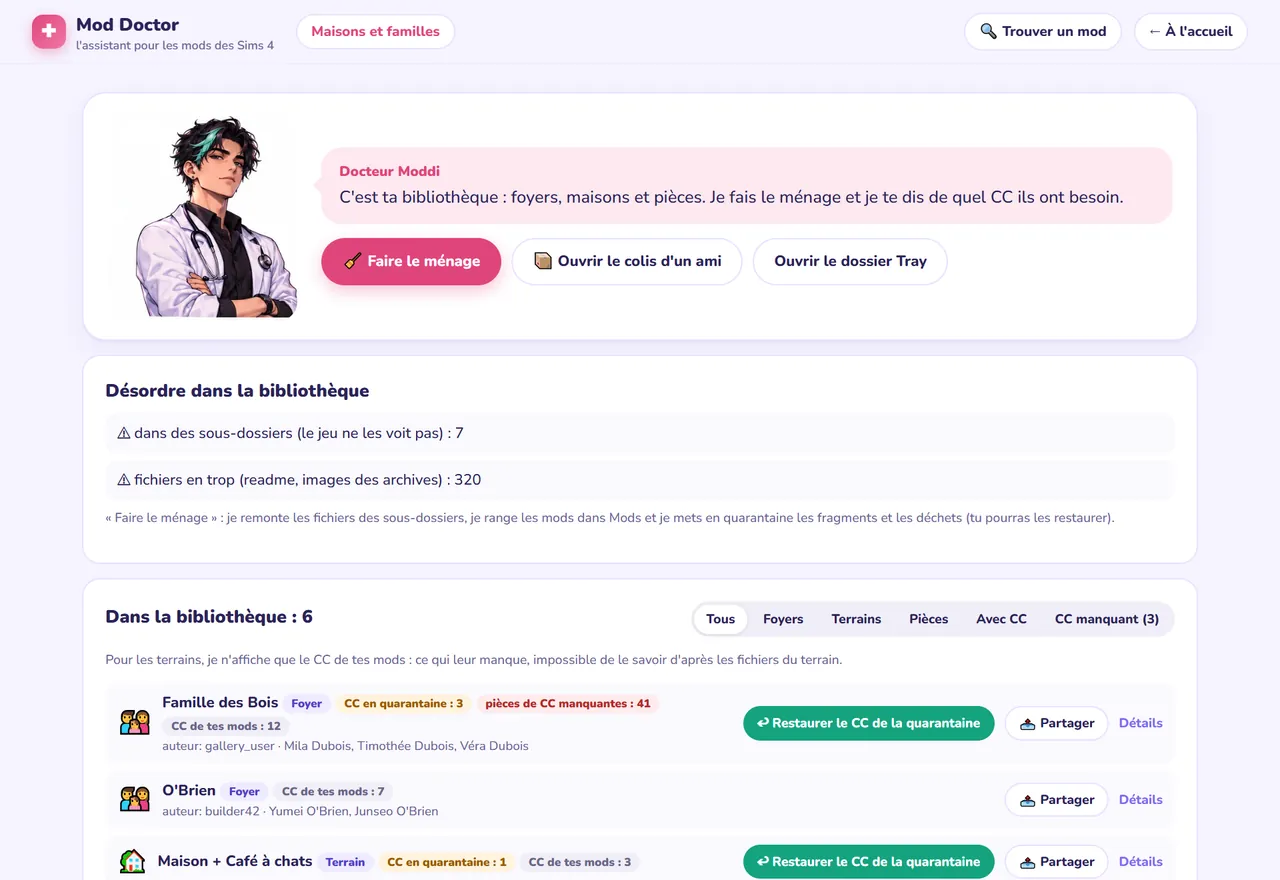 Mod Doctor
l'assistant pour les mods des Sims 4
Maisons et familles
Trouver un mod
← À l'accueil
Docteur Moddi
C'est ta bibliothèque : foyers, maisons et pièces. Je fais le ménage et je te dis de quel CC ils ont besoin.
Faire le ménage
Ouvrir le colis d'un ami
Ouvrir le dossier Tray
Désordre dans la bibliothèque
⚠ dans des sous-dossiers (le jeu ne les voit pas) : 7
⚠ fichiers en trop (readme, images des archives) : 320
« Faire le ménage » : je remonte les fichiers des sous-dossiers, je range les mods dans Mods et je mets en quarantaine les fragments et les déchets (tu pourras les restaurer).
Dans la bibliothèque : 6
Tous Foyers Terrains Pièces Avec CC CC manquant (3)
Pour les terrains, je n'affiche que le CC de tes mods : ce qui leur manque, impossible de le savoir d'après les fichiers du terrain.
Famille des Bois Foyer CC en quarantaine : 3 pièces de CC manquantes : 41
CC de tes mods : 12
auteur: gallery_user · Mila Dubois, Timothée Dubois, Véra Dubois
↩ Restaurer le CC de la quarantaine Partager Détails
O'Brien Foyer CC de tes mods : 7
auteur: builder42 · Yumei O'Brien, Junseo O'Brien
Partager Détails
Maison + Café à chats Terrain CC en quarantaine : 1 CC de tes mods : 3
↩ Restaurer le CC de la quarantaine Partager Détails